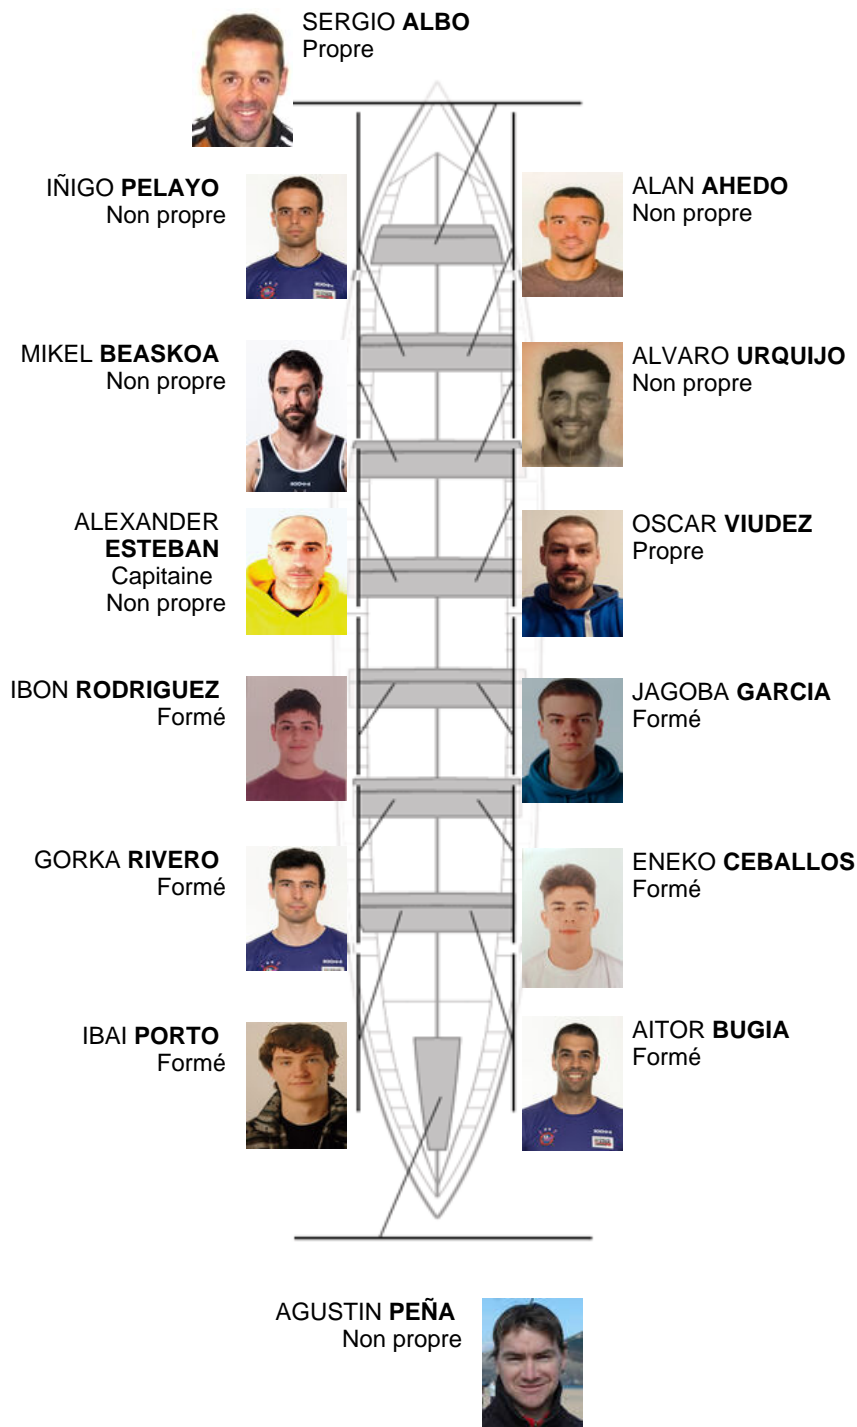 SERGIO ALBO
Propre
IÑIGO PELAYO
Non propre
ALAN AHEDO
Non propre
MIKEL BEASKOA
Non propre
ALVARO URQUIJO
Non propre
ALEXANDER
ESTEBAN
Capitaine
Non propre
OSCAR VIUDEZ
Propre
IBON RODRIGUEZ
Formé
JAGOBA GARCIA
Formé
GORKA RIVERO
Formé
ENEKO CEBALLOS
Formé
IBAI PORTO
Formé
AITOR BUGIA
Formé
AGUSTIN PEÑA
Non propre